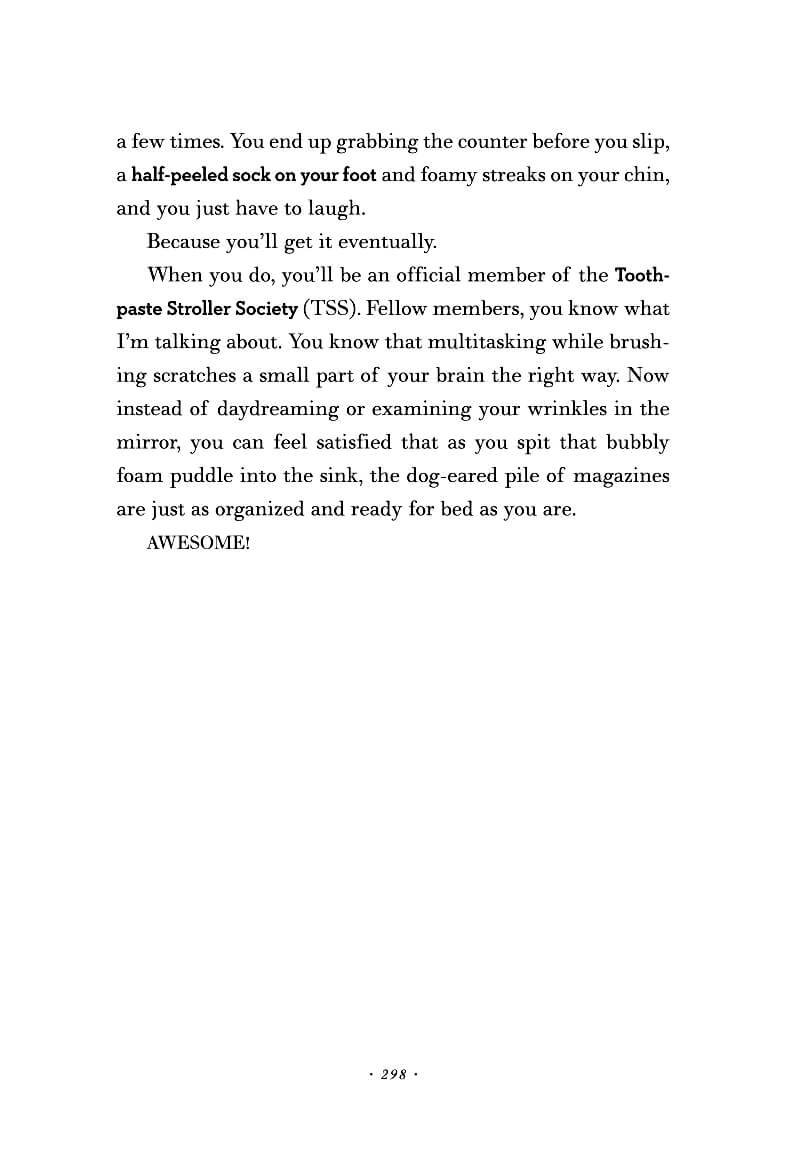 a few times. You end up grabbing the counter before you slip,
a half-peeled sock on your foot and foamy streaks on your chin,
and you just have to laugh.
Because you’ll get it eventually.
When you do, you’ll be an official member of the Tooth-
paste Stroller Society (TSS). Fellow members, you know what
I’m talking about. You know that multitasking while brush-
ing scratches a small part of your brain the right way. Now
instead of daydreaming or examining your wrinkles in the
mirror, you can feel satisfied that as you spit that bubbly
foam puddle into the sink, the dog-eared pile of magazines
are just as organized and ready for bed as you are.
AWESOME!
· 298 ·